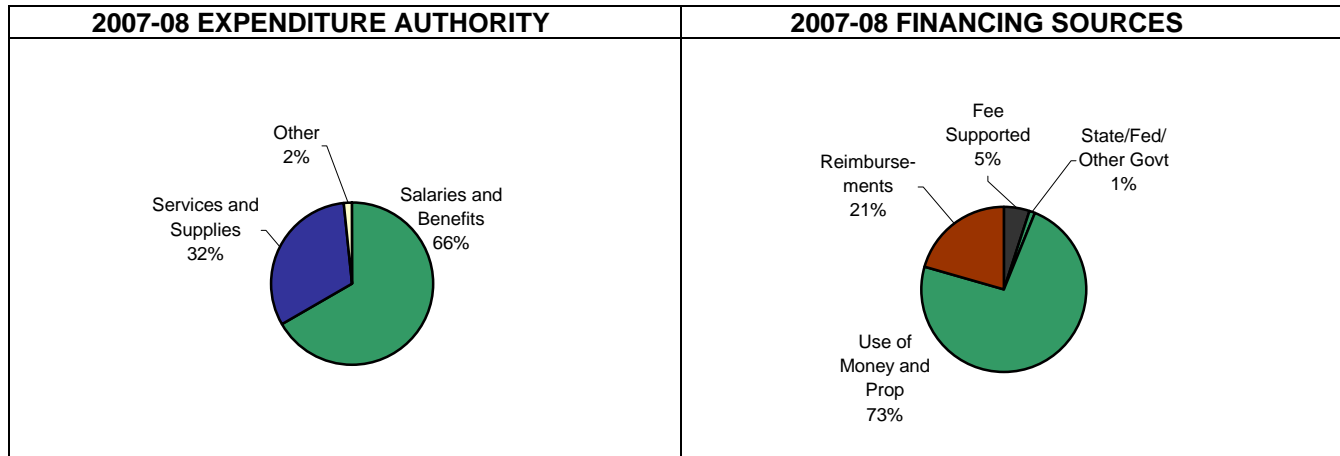 2007-08 EXPENDITURE AUTHORITY
Other
2%
Services and
Supplies
32%
Salaries and
Benefits
66%
2007-08 FINANCING SOURCES
Fee
Supported
5%
State/Fed/
Other Govt
1%
Reimburse-
ments
21%
Use of
Money and
Prop
73%